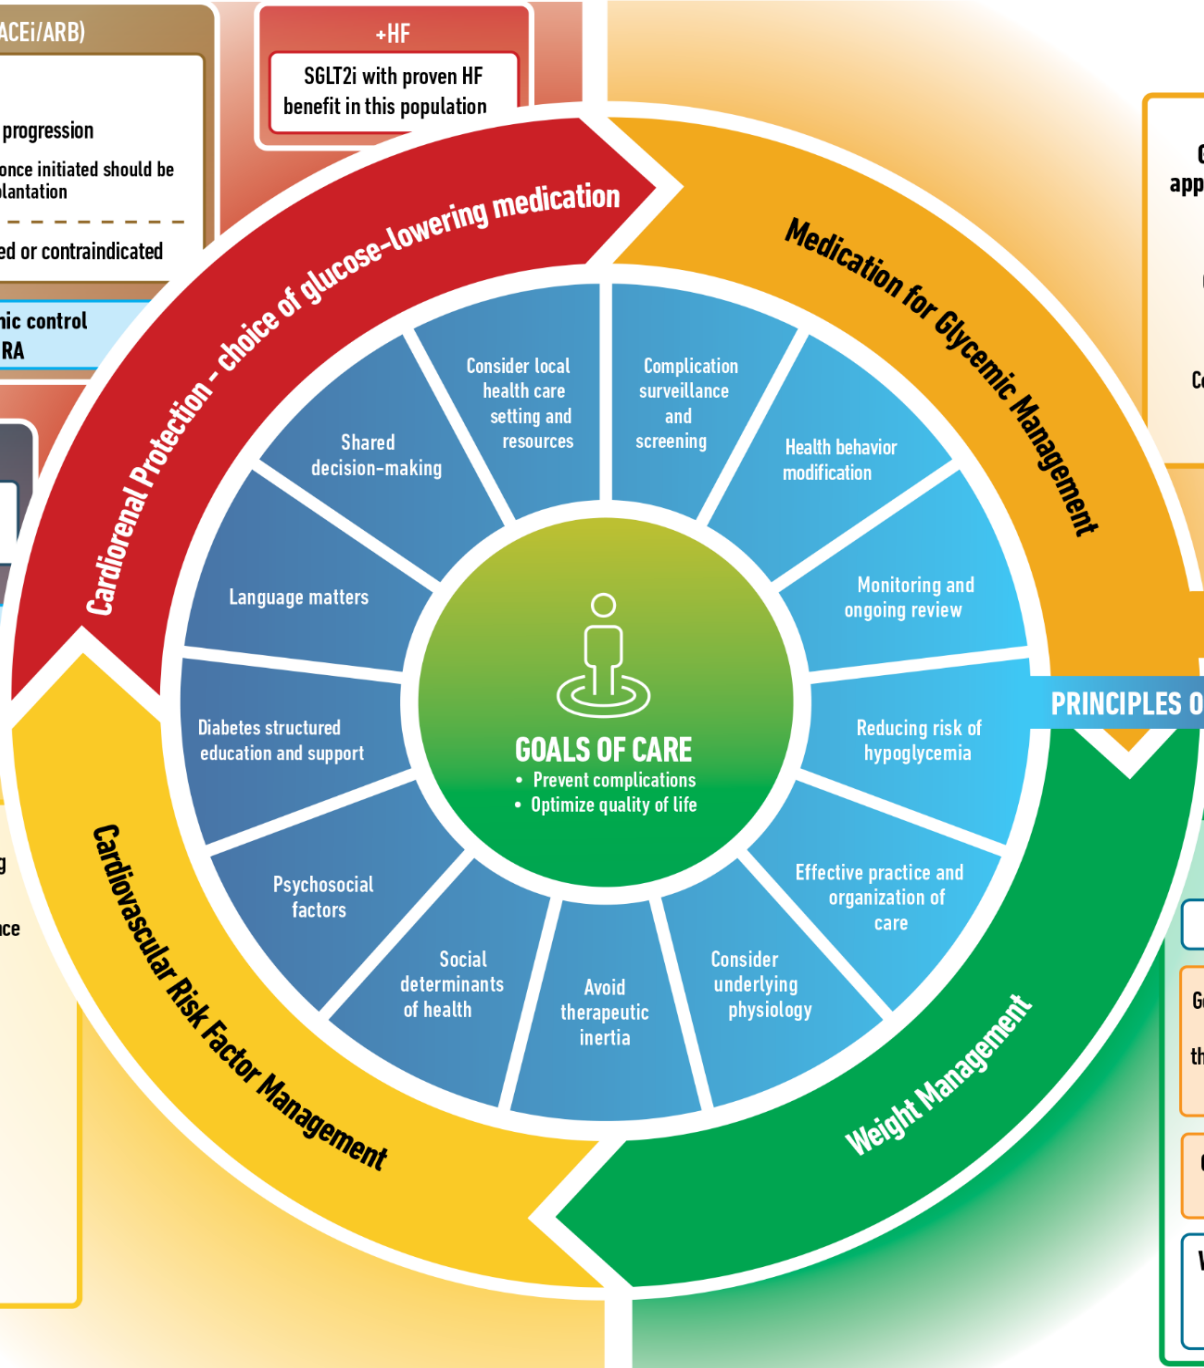 ACEi/ARB)
progression
once initiated should be
plantation
ed or contraindicated
nic control
RA
+HF
SGLT2i with proven HF
benefit in this population
Cardiorenal Protection - choice of glucose-lowering medication
Medication for Glycemic Management
Weight Management
Cardiovascular Risk Factor Management
Consider local
health care
setting and
resources
Complication
surveillance
and
screening
Health behavior
modification
Monitoring and
ongoing review
Reducing risk of
hypoglycemia
Effective practice and
organization of
care
Consider
underlying
physiology
Avoid
therapeutic
inertia
Social
determinants
of health
Psychosocial
factors
Diabetes structured
education and support
Language matters
Shared
decision-making
GOALS OF CARE
• Prevent complications
• Optimize quality of life
PRINCIPLES O
app